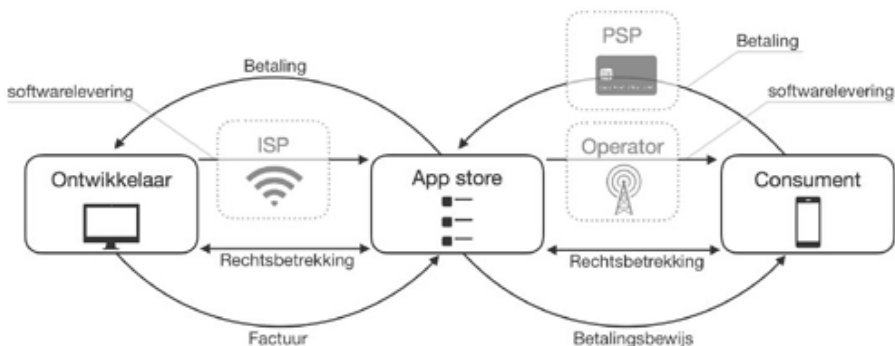 PSP
Betaling
Betaling
softwarelevering
softwarelevering
ISP
Operator
Ontwikkelaar
App store
Consument
Rechtsbetrekking
Rechtsbetrekking
Factuur
Betalingsbewijs